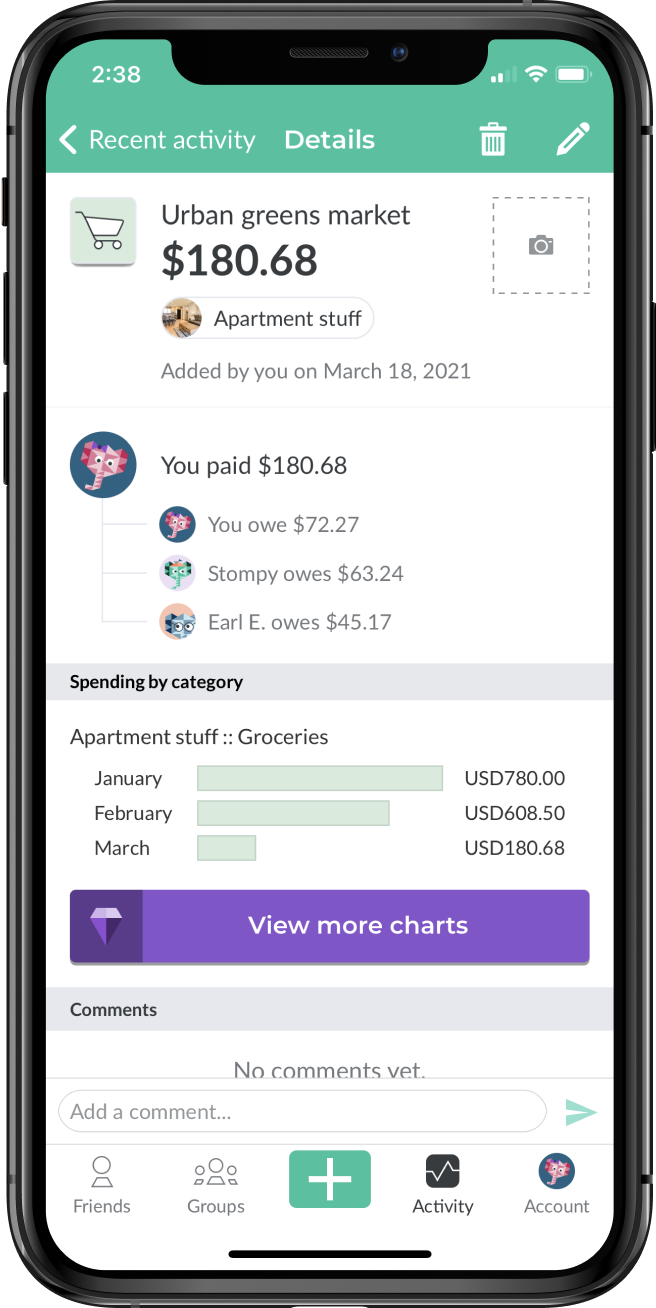 2:38
Recent activity Details
Urban greens market
$180.68
Apartment stuff
Added by you on March 18, 2021
You paid $180.68
You owe $72.27
Stompy owes $63.24
Earl E. owes $45.17
Spending by category
Apartment stuff :: Groceries
January USD780.00
February USD608.50
March USD180.68
View more charts
Comments
No comments yet.
Add a comment...
Friends Groups Activity Account